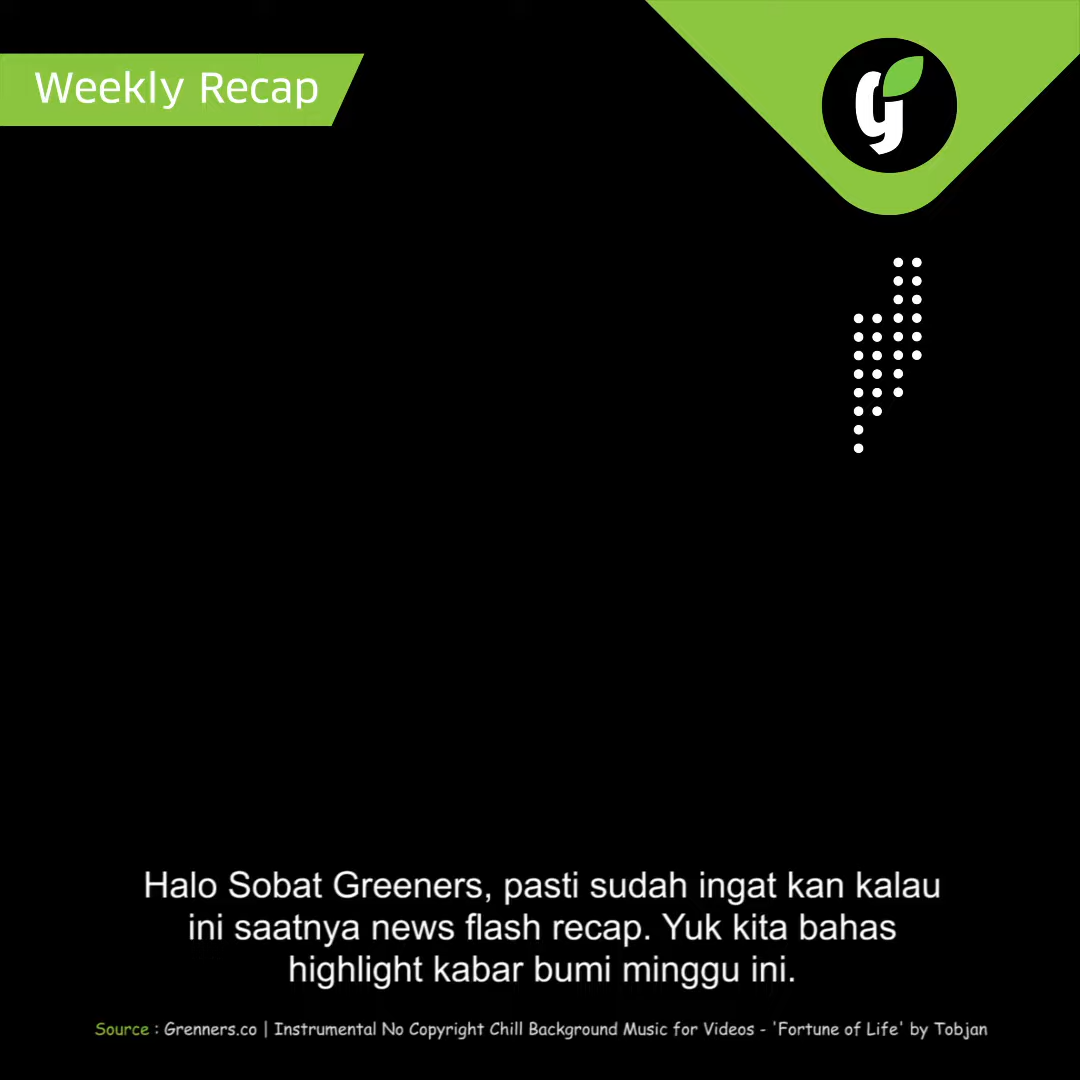 Weekly Recap
g
Halo Sobat Greeners, pasti sudah ingat kan kalau
ini saatnya news flash recap. Yuk kita bahas
highlight kabar bumi minggu ini.
Source : Grenners.co | Instrumental No Copyright Chill Background Music for Videos - 'Fortune of Life' by Tobjan